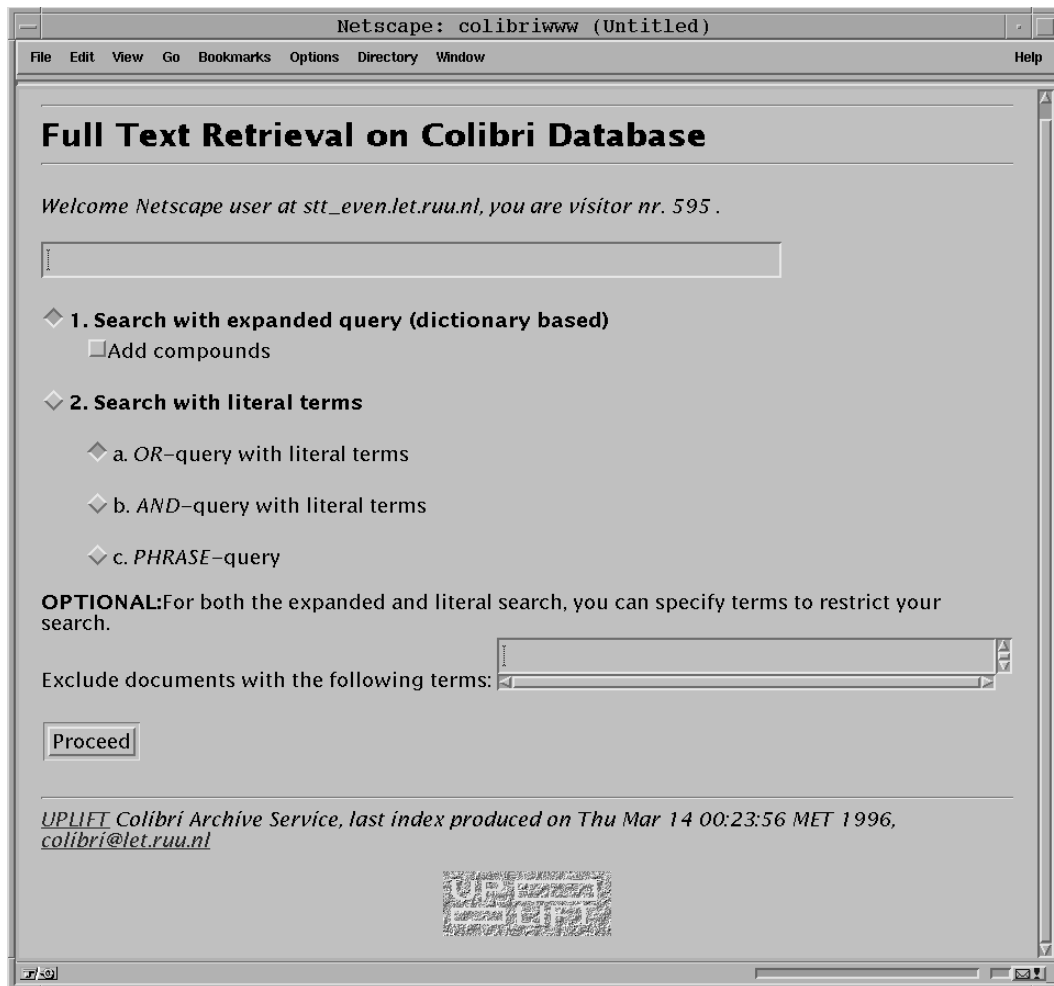 Netscape: colibriwww (Untitled)
File Edit View Go Bookmarks Options Directory Window Help
Full Text Retrieval on Colibri Database
Welcome Netscape user at stt_even.let.ruu.nl, you are visitor nr. 595 .
1. Search with expanded query (dictionary based)
Add compounds
2. Search with literal terms
a. OR-query with literal terms
b. AND-query with literal terms
c. PHRASE-query
OPTIONAL:For both the expanded and literal search, you can specify terms to restrict your
search.
Exclude documents with the following terms:
Proceed
UPLIFT Colibri Archive Service, last index produced on Thu Mar 14 00:23:56 MET 1996,
colibri@let.ruu.nl
UP
LIFT